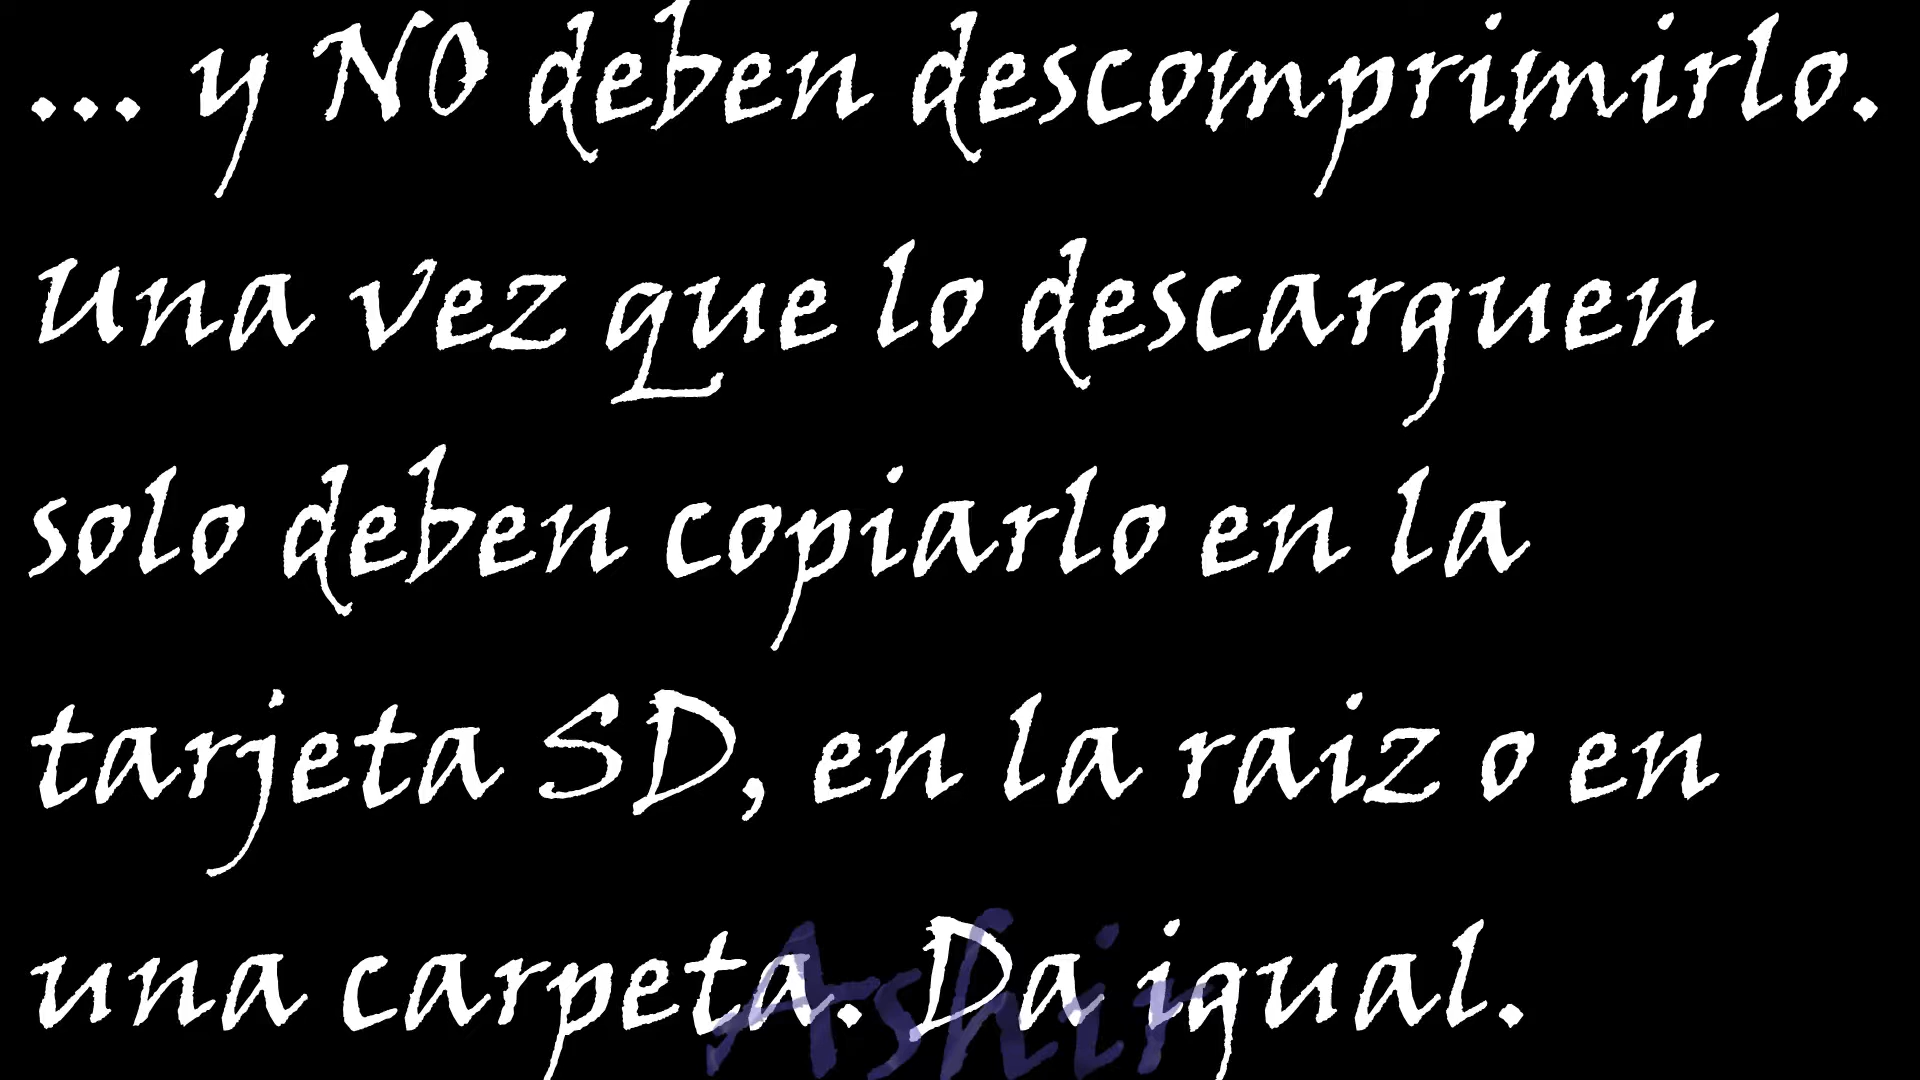 ... y NO deben descomprimirlo.
Una vez que lo descarguen
solo deben copiarlo en la
tarjeta SD, en la raiz o en
una carpeta. Da igual.
Ashir